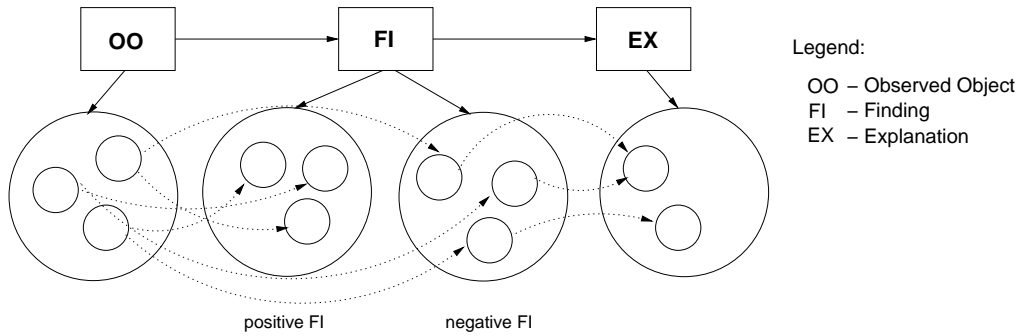 OO
FI
EX
Legend:
OO – Observed Object
FI – Finding
EX – Explanation
positive FI
negative FI